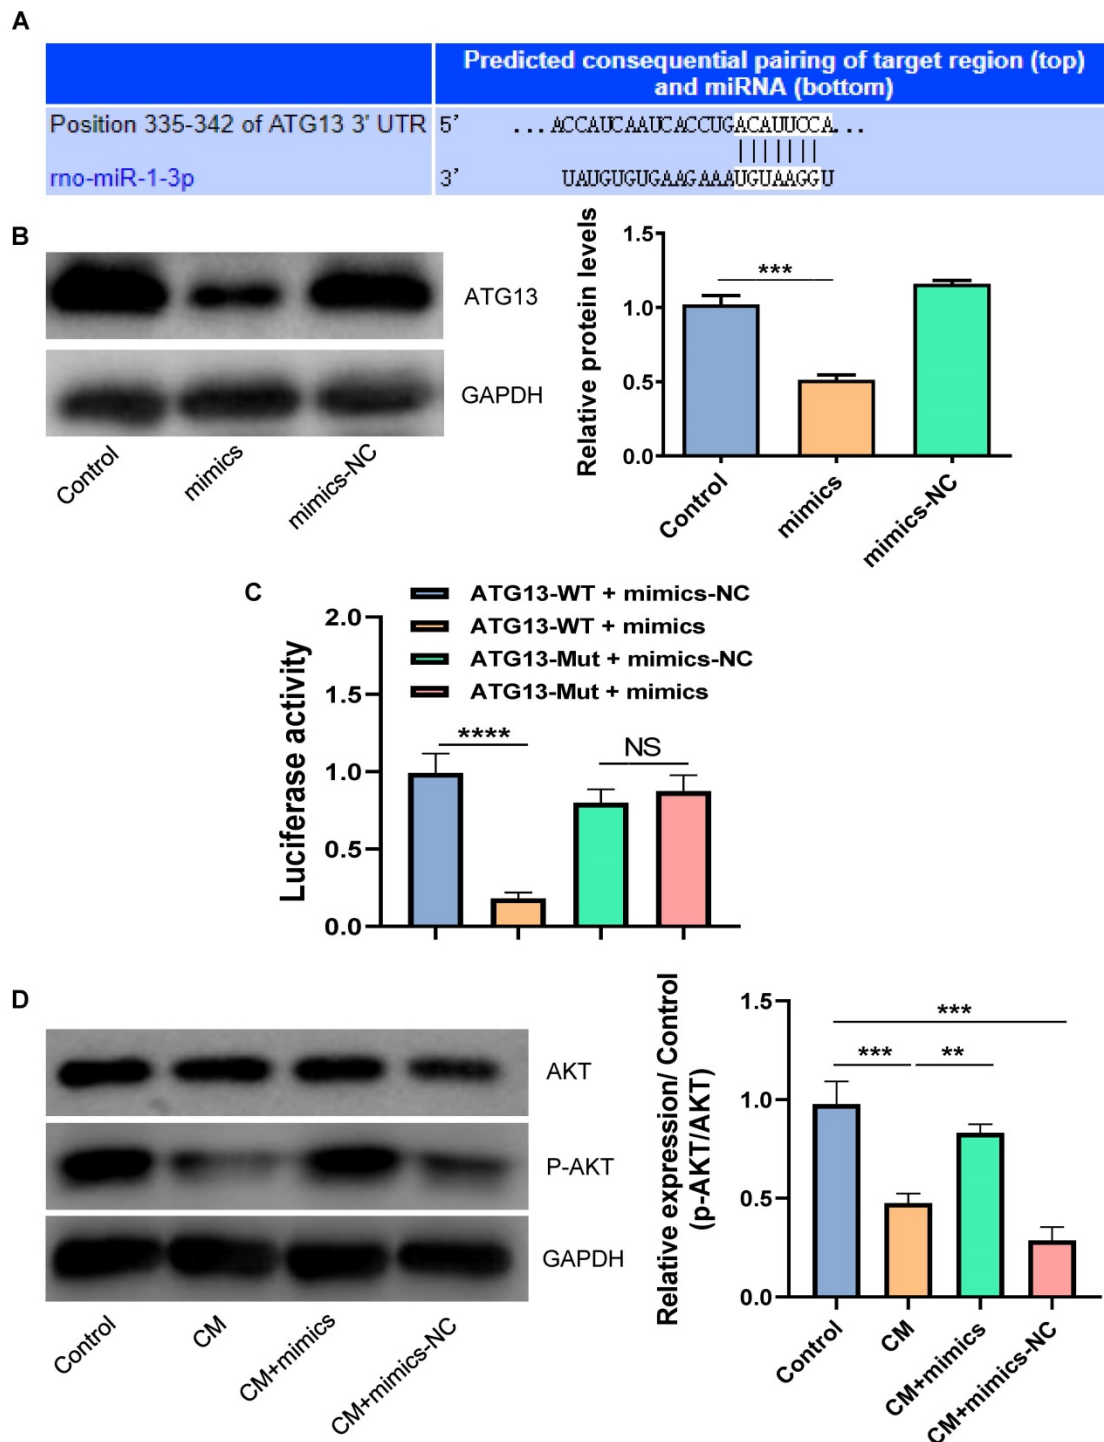 A
Predicted consequential pairing of target region (top)
and miRNA (bottom)
Position 335-342 of ATG13 3' UTR 5' ...ACCAUCAAUCACCUGACAUUCCA...
rno-miR-1-3p 3' UAUGUGUGAAGAAAUGUAAGGU
B
ATG13
GAPDH
Control
mimics
mimics-NC
Relative protein levels
1.5
1.0
0.5
0.0
***
Control
mimics
mimics-NC
C
ATG13-WT + mimics-NC
ATG13-WT + mimics
ATG13-Mut + mimics-NC
ATG13-Mut + mimics
Luciferase activity
2.0
1.5
1.0
0.5
0.0
****
NS
D
AKT
P-AKT
GAPDH
Control
CM
CM+mimics
CM+mimics-NC
Relative expression/ Control
(p-AKT/AKT)
1.5
1.0
0.5
0.0
***
*** **
Control
CM
CM+mimics
CM+mimics-NC